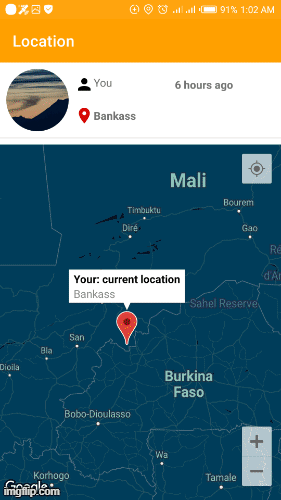 91% 1:02 AM
Location
You
6 hours ago
Bankass
Mali
Timbuktu
Bourem
Diré
Gao
Your: current location
Bankass
Sahel Reserve
San
Bla
Dioila
Burkina
Faso
Bobo-Dioulasso
Wa
Korhogo
Tamale
Google
imgflip.com